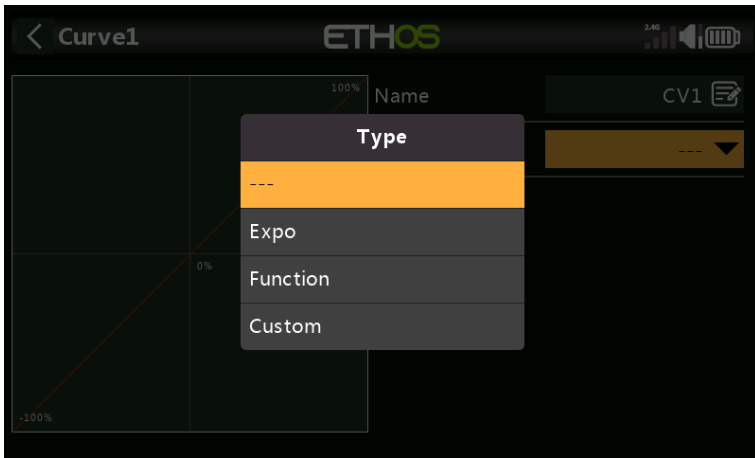 Curve1
ETHOS
2.4G
100%
Name
CV1
Type
---
---
Expo
0%
Function
Custom
-100%